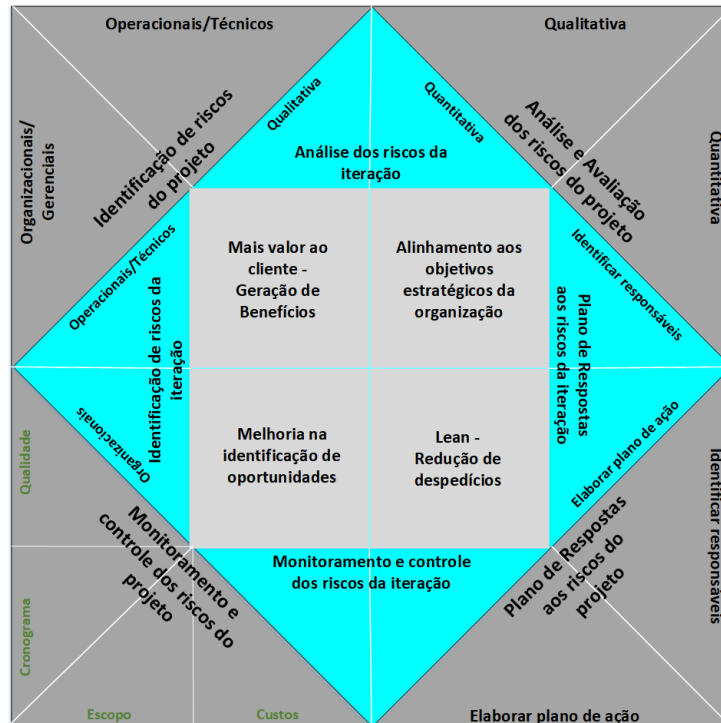 Operacionais/Técnicos
Qualitativa
Organizacionais/
Gerenciais
Identificação de riscos
do projeto
Qualitativa
Quantitativa
Análise e Avaliação
dos riscos do projeto
Quantitativa
Análise dos riscos da
iteração
Operacionais/Técnicos
Identificação de riscos da
iteração
Organizacionais
Mais valor ao
cliente -
Geração de
Benefícios
Alinhamento aos
objetivos
estratégicos da
organização
Identificar responsáveis
Plano de Respostas
aos riscos da iteração
Elaborar plano de ação
Melhoria na
identificação de
oportunidades
Lean -
Redução de
despedícios
Qualidade
Cronograma
Monitoramento e
controle dos riscos do
projeto
Monitoramento e controle
dos riscos da iteração
Plano de Respostas
aos riscos do
projeto
Identificar responsáveis
Escopo
Custos
Elaborar plano de ação